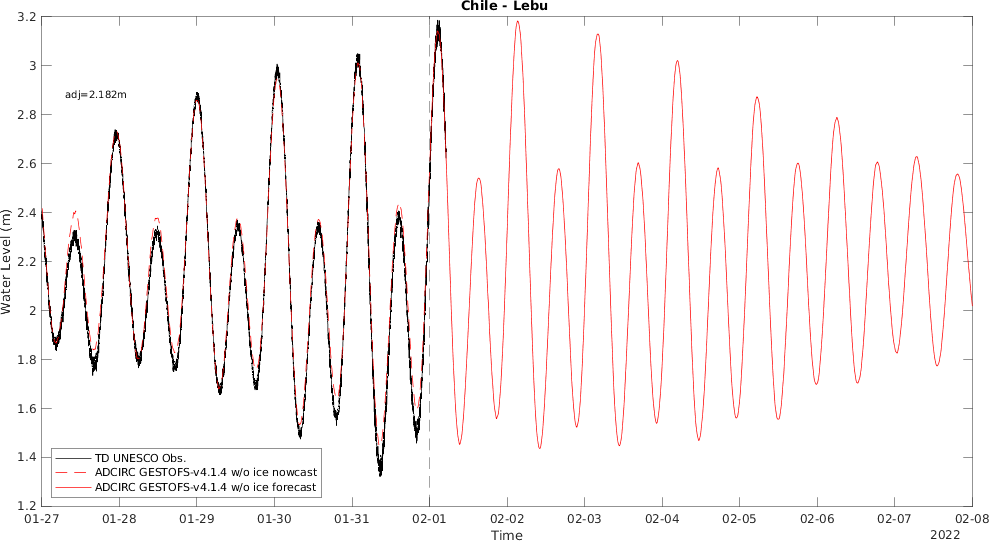 Chile - Lebu
3.2
3
2.8
2.6
2.4
2.2
2
1.8
1.6
1.4
1.2
Water Level (m)
adj=2.182m
TD UNESCO Obs.
ADCIRC GESTOFS-v4.1.4 w/o ice nowcast
ADCIRC GESTOFS-v4.1.4 w/o ice forecast
01-27 01-28 01-29 01-30 01-31 02-01 02-02 02-03 02-04 02-05 02-06 02-07 02-08
Time
2022